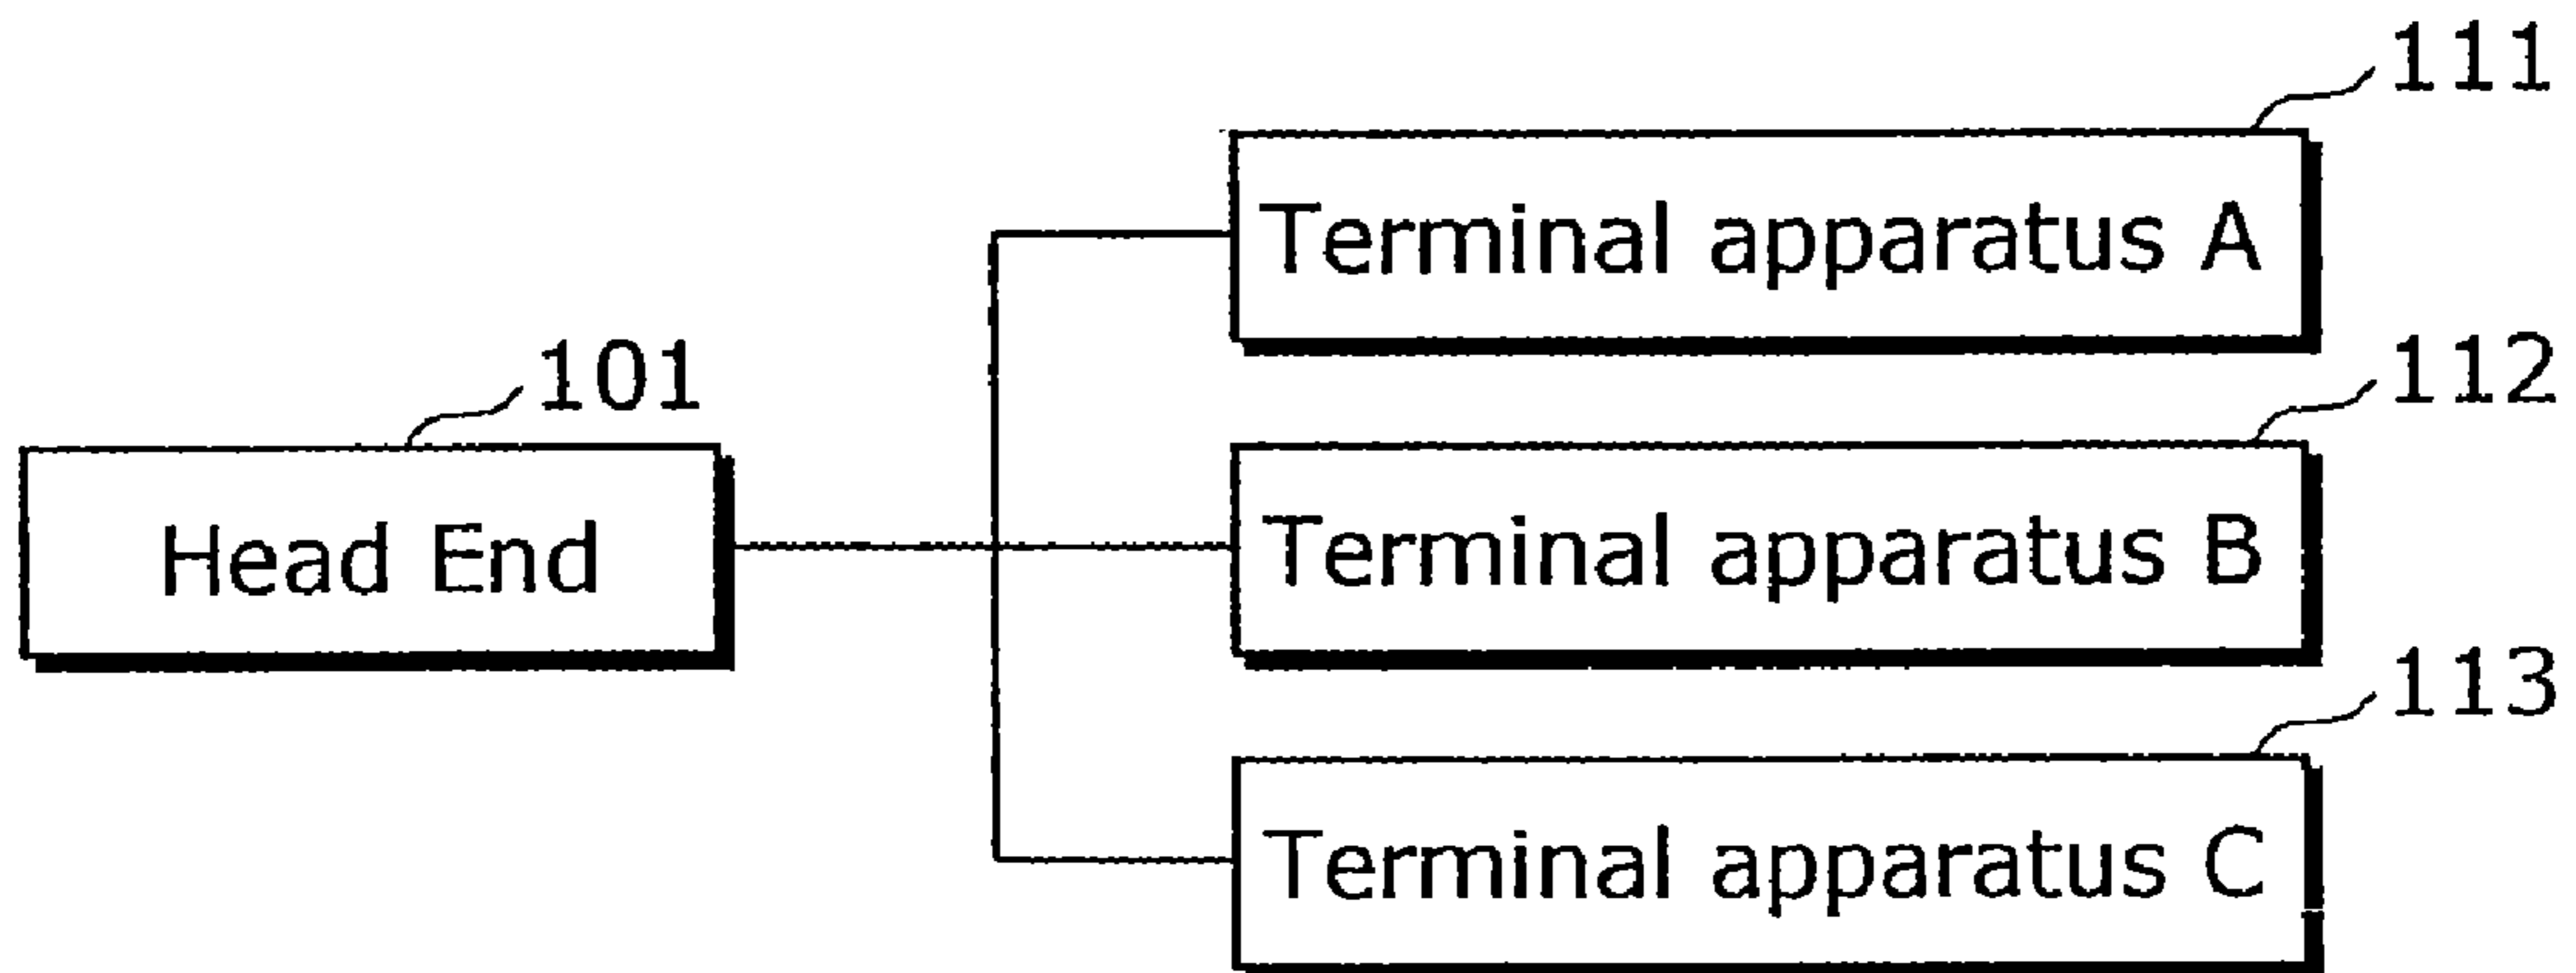 111
Terminal apparatus A
101
112
Head End
Terminal apparatus B
113
Terminal apparatus C